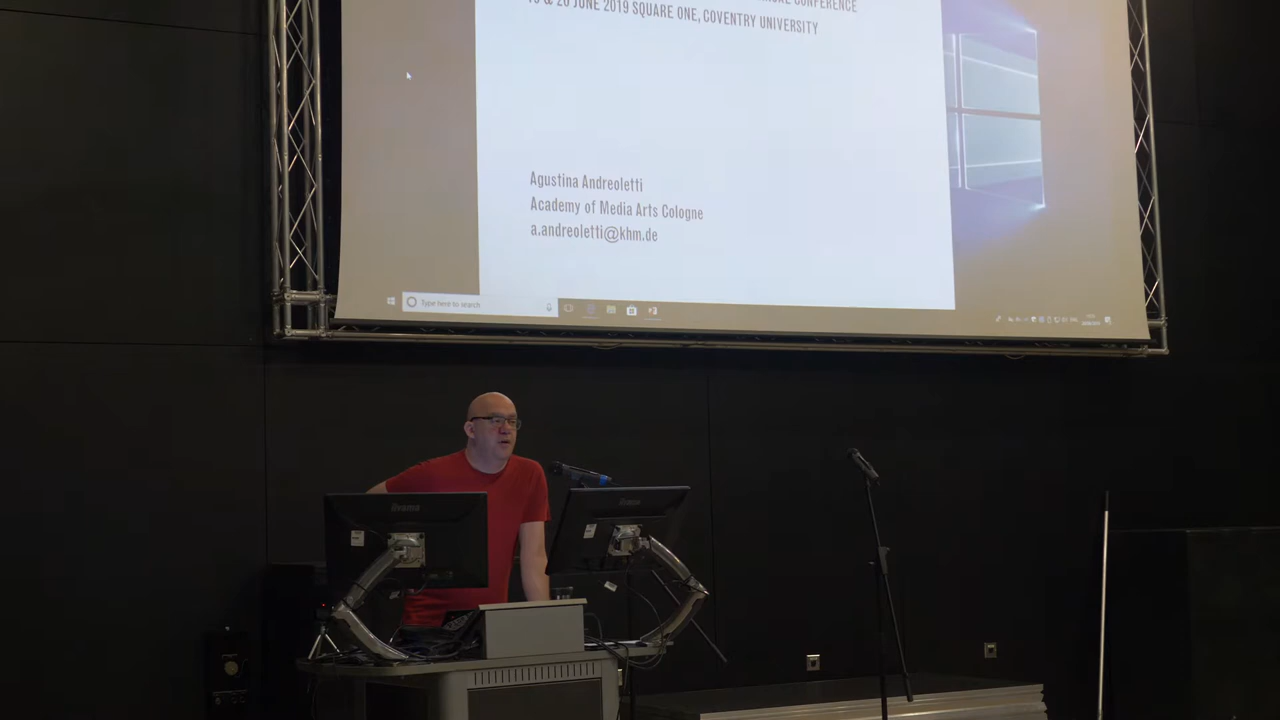 CONFERENCE
& 20 JUNE 2019 SQUARE ONE, COVENTRY UNIVERSITY
Agustina Andreoletti
Academy of Media Arts Cologne
a.andreoletti@khm.de
Type here to search
iiyama
iiyama